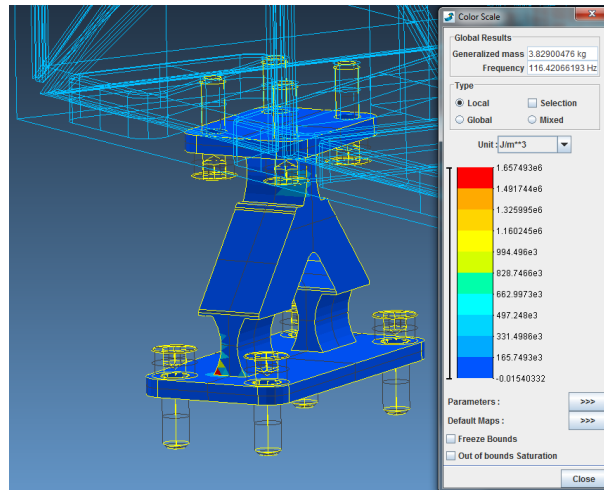 Color Scale
Global Results
Generalized mass 3.82900476 kg
Frequency 116.42066193 Hz
Type
Local Selection
Global Mixed
Unit : J/m**3
1.657493e6
1.491744e6
1.325995e6
1.160245e6
994.496e3
828.7466e3
662.9973e3
497.248e3
331.4986e3
165.7493e3
-0.01540332
Parameters : >>>
Default Maps : >>>
Freeze Bounds
Out of bounds Saturation
Close